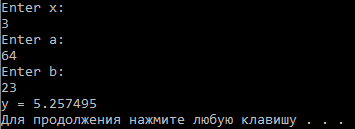 Enter x:
3
Enter a:
64
Enter b:
23
y = 5.257495
Для продолжения нажмите любую клавишу . . .